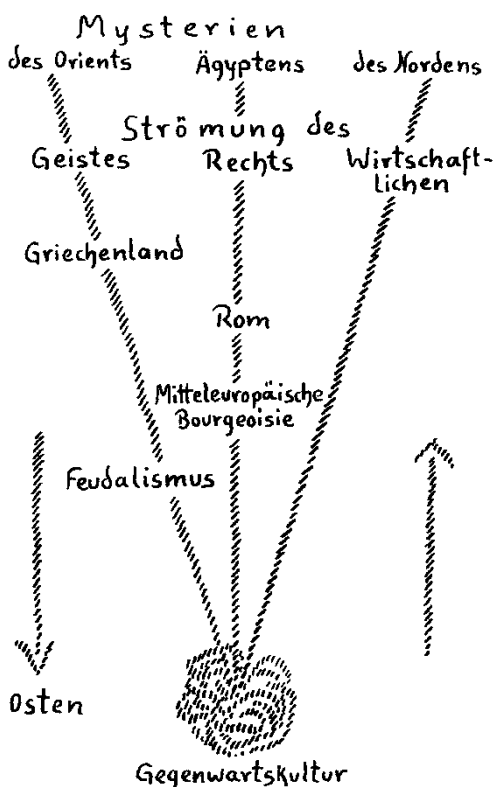 Mysterien
des Orients Ägyptens des Nordens
Strömung des
Geistes Rechts Wirtschaft-
lichen
Griechenland
Rom
Mitteleuropäische
Bourgeoisie
Feudalismus
Osten
Gegenwartskultur